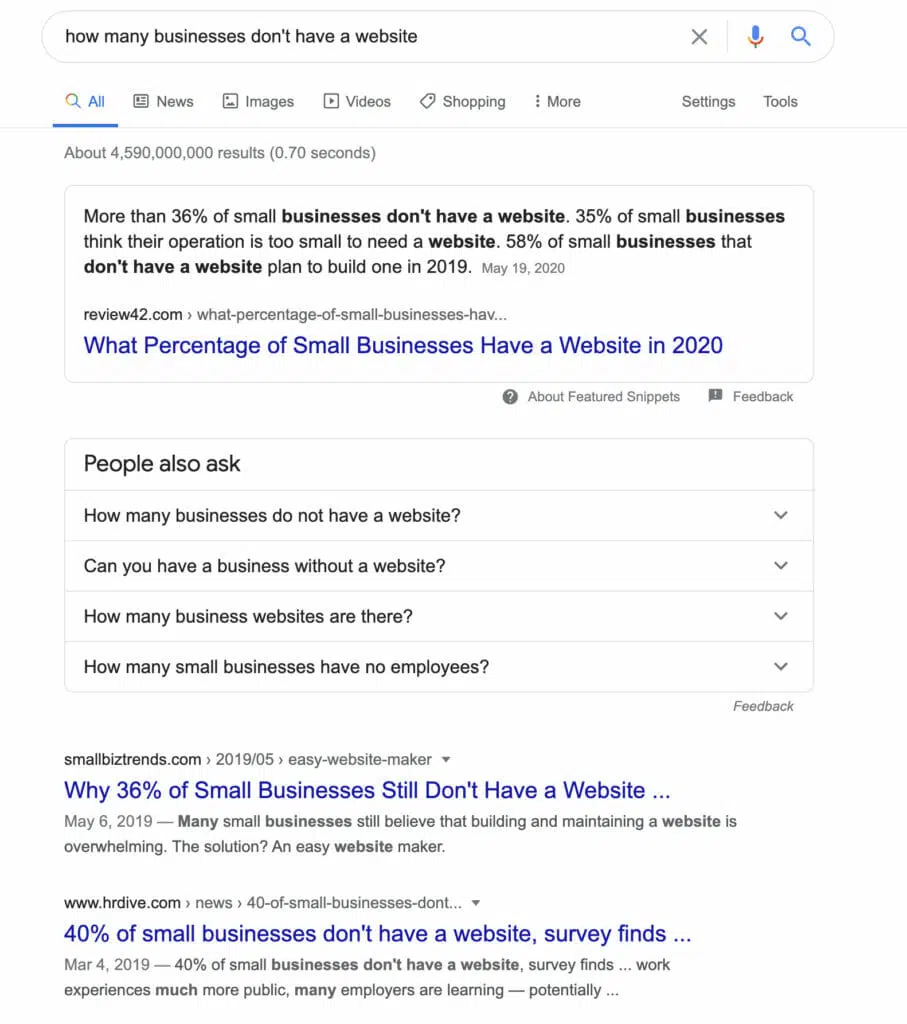 how many businesses don't have a website
All News Images Videos Shopping More Settings Tools
About 4,590,000,000 results (0.70 seconds)
More than 36% of small businesses don't have a website. 35% of small businesses
think their operation is too small to need a website. 58% of small businesses that
don't have a website plan to build one in 2019. May 19, 2020
review42.com › what-percentage-of-small-businesses-hav...
What Percentage of Small Businesses Have a Website in 2020
About Featured Snippets Feedback
People also ask
How many businesses do not have a website?
Can you have a business without a website?
How many business websites are there?
How many small businesses have no employees?
Feedback
smallbiztrends.com › 2019/05 › easy-website-maker
Why 36% of Small Businesses Still Don't Have a Website ...
May 6, 2019 — Many small businesses still believe that building and maintaining a website is
overwhelming. The solution? An easy website maker.
www.hrdive.com › news › 40-of-small-businesses-dont...
40% of small businesses don't have a website, survey finds ...
Mar 4, 2019 — 40% of small businesses don't have a website, survey finds ... work
experiences much more public, many employers are learning — potentially ...